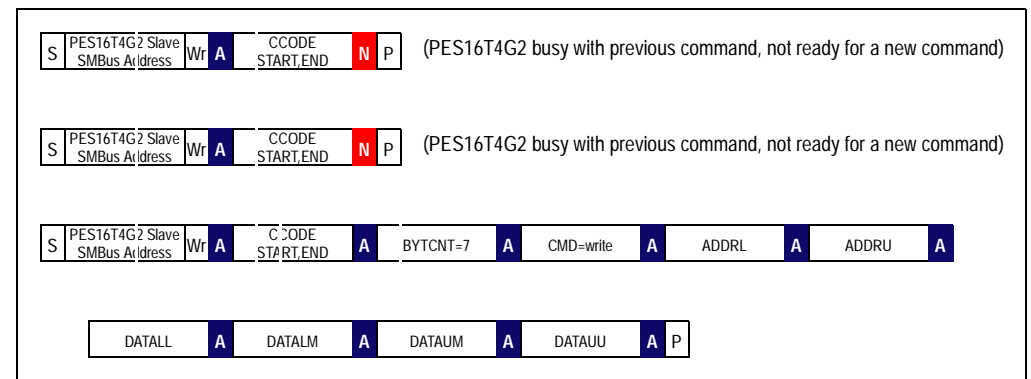 S PES16T4G2 Slave SMBus Address Wr A CCODE START,END N P (PES16T4G2 busy with previous command, not ready for a new command)
S PES16T4G2 Slave SMBus Address Wr A CCODE START,END N P (PES16T4G2 busy with previous command, not ready for a new command)
S PES16T4G2 Slave SMBus Address Wr A CCODE START,END A BYTCNT=7 A CMD=write A ADDRL A ADDRU A
DATALL A DATALM A DATAUM A DATAUU A P